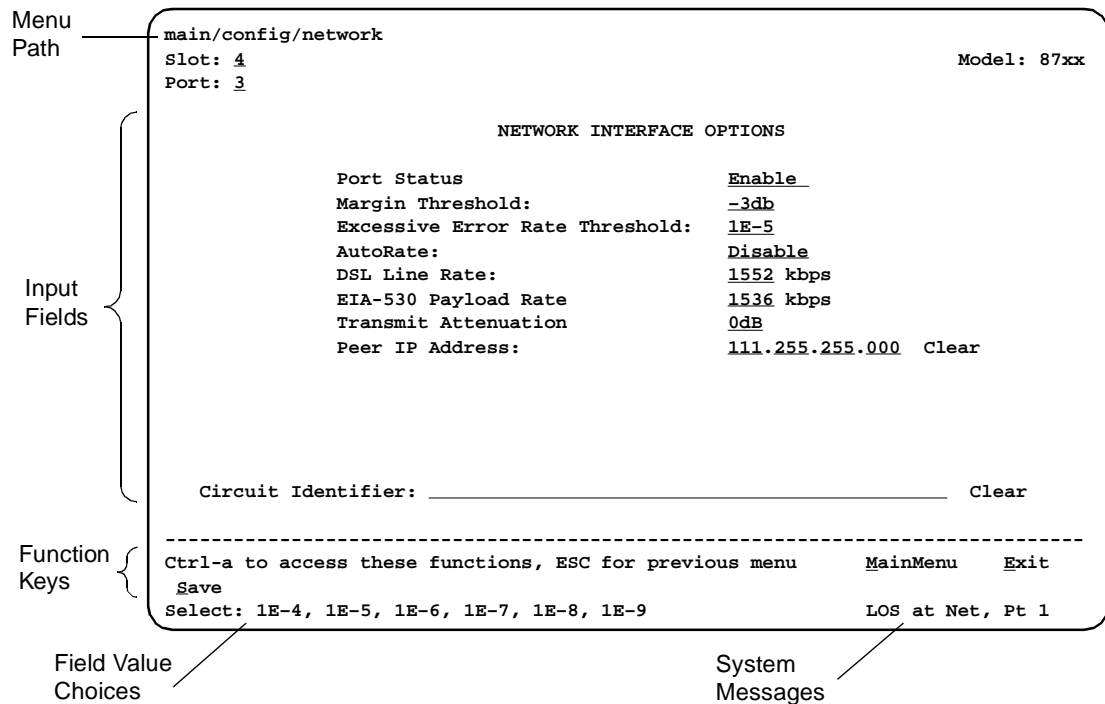 Menu
Path
main/config/network
Slot: 4 Model: 87xx
Port: 3
NETWORK INTERFACE OPTIONS
Port Status Enable
Margin Threshold: -3db
Excessive Error Rate Threshold: 1E-5
AutoRate: Disable
DSL Line Rate: 1552 kbps
EIA-530 Payload Rate 1536 kbps
Transmit Attenuation 0dB
Peer IP Address: 111.255.255.000 Clear
Input
Fields
Circuit Identifier: Clear
Function
Keys
Ctrl-a to access these functions, ESC for previous menu MainMenu Exit
Save
Select: 1E-4, 1E-5, 1E-6, 1E-7, 1E-8, 1E-9 LOS at Net, Pt 1
Field Value
Choices
System
Messages